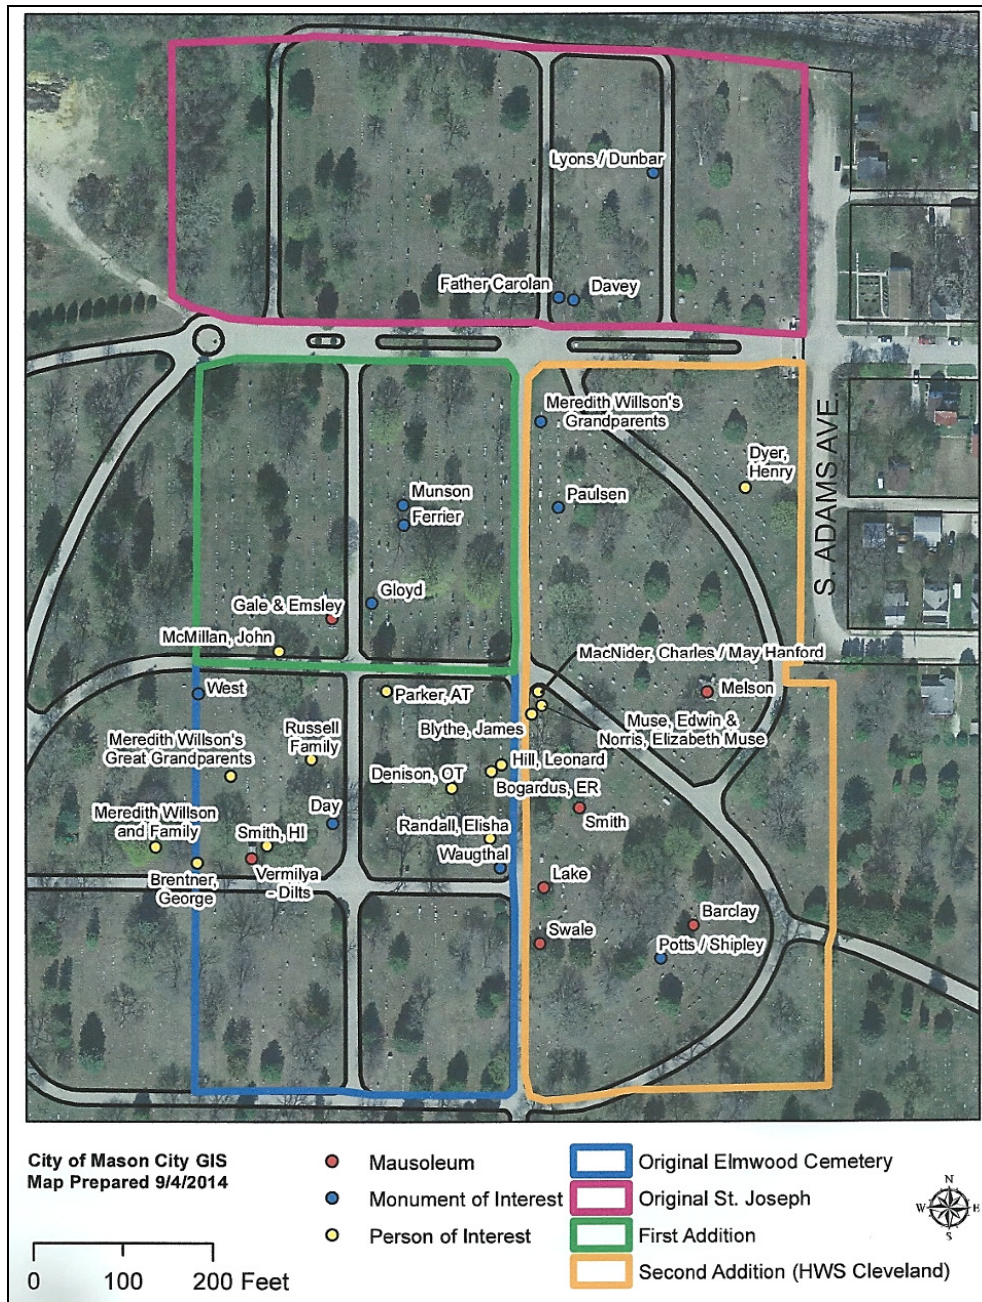 Lyons / Dunbar
Father Carolan
Davey
Meredith Willson's
Grandparents
Dyer,
Henry
Munson
Paulsen
Ferrier
S. ADAMS AVE.
Gloyd
Gale & Emsley
McMillan, John
MacNider, Charles / May Hanford
West
Parker, AT
Melson
Blythe, James
Muse, Edwin &
Norris, Elizabeth Muse
Russell
Family
Meredith Willson's
Great Grandparents
Hill, Leonard
Denison, OT
Bogardus, ER
Day
Smith
Meredith Willson
and Family
Smith, HI
Randall, Elisha
Waugthal
Brentner,
George
Vermilya
- Dilts
Lake
Barclay
Swale
Potts / Shipley
City of Mason City GIS
Map Prepared 9/4/2014
0 100 200 Feet
Mausoleum
Monument of Interest
Person of Interest
Original Elmwood Cemetery
Original St. Joseph
First Addition
Second Addition (HWS Cleveland)
N
W E
S